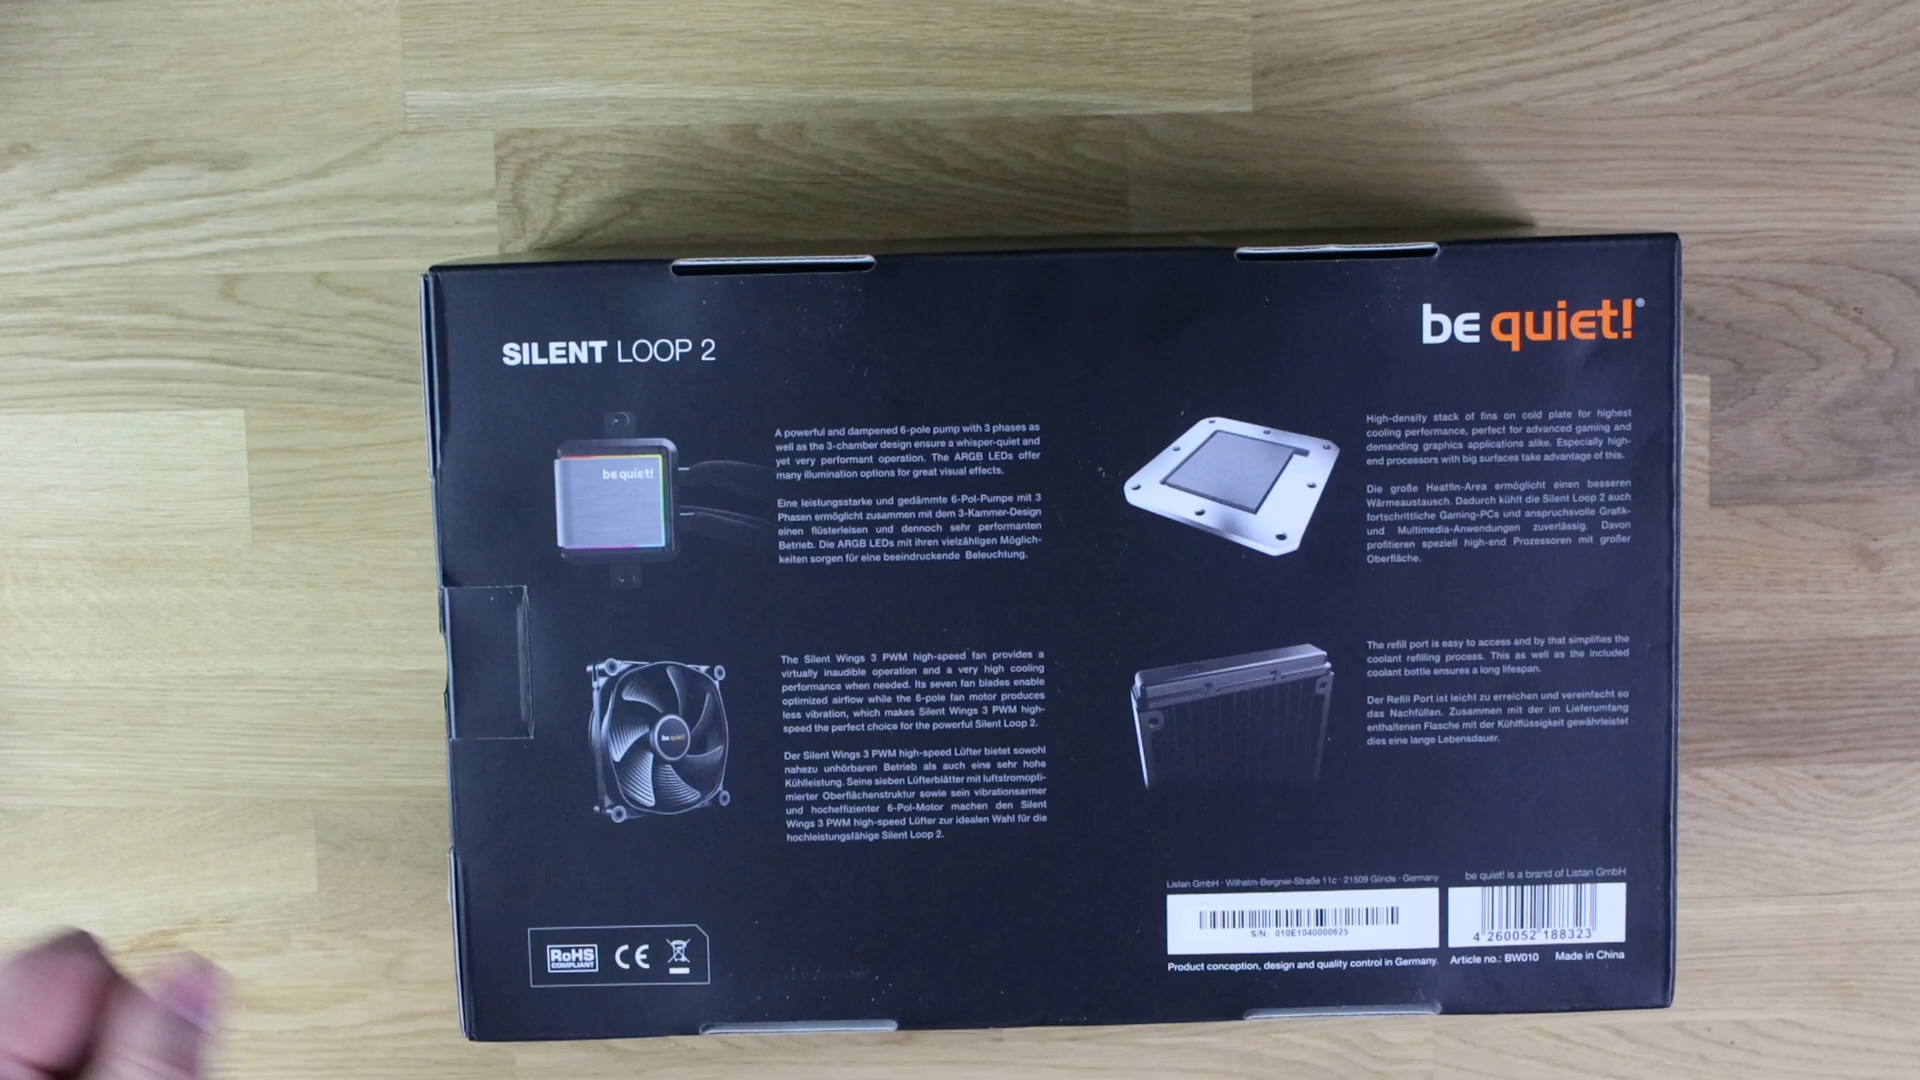 SILENT LOOP 2
be quiet!®
be quiet!
A powerful and dampened 6-pole pump with 3 phases as
well as the 3-chamber design ensure a whisper-quiet and
yet very performant operation. The ARGB LEDs offer
many illumination options for great visual effects.
Eine leistungsstarke und gedämmte 6-Pol-Pumpe mit 3
Phasen ermöglicht zusammen mit dem 3-Kammer-Design
einen flüsterleisen und dennoch sehr performanten
Betrieb. Die ARGB LEDs mit ihren vielzähligen Möglich-
keiten sorgen für eine beeindruckende Beleuchtung.
High-density stack of fins on cold plate for highest
cooling performance, perfect for advanced gaming and
demanding graphics applications alike. Especially high-
end processors with big surfaces take advantage of this.
Die große Heatfin-Area ermöglicht einen besseren
Wärmeaustausch. Dadurch kühlt die Silent Loop 2 auch
fortschrittliche Gaming-PCs und anspruchsvolle Grafik-
und Multimedia-Anwendungen zuverlässig. Davon
profitieren speziell high-end Prozessoren mit großer
Oberfläche.
be quiet!
The Silent Wings 3 PWM high-speed fan provides a
virtually inaudible operation and a very high cooling
performance when needed. Its seven fan blades enable
optimized airflow while the 6-pole fan motor produces
less vibration, which makes Silent Wings 3 PWM high-
speed the perfect choice for the powerful Silent Loop 2.
Der Silent Wings 3 PWM high-speed Lüfter bietet sowohl
nahezu unhörbaren Betrieb als auch eine sehr hohe
Kühlleistung. Seine sieben Lüfterblätter mit luftstromopti-
mierter Oberflächenstruktur sowie sein vibrationsarmer
und hocheffizienter 6-Pol-Motor machen den Silent
Wings 3 PWM high-speed Lüfter zur idealen Wahl für die
hochleistungsfähige Silent Loop 2.
The refill port is easy to access and by that simplifies the
coolant refilling process. This as well as the included
coolant bottle ensures a long lifespan.
Der Refill Port ist leicht zu erreichen und vereinfacht so
das Nachfüllen. Zusammen mit der im Lieferumfang
enthaltenen Flasche mit der Kühlflüssigkeit gewährleistet
dies eine lange Lebensdauer.
RoHS
COMPLIANT
CE
Listan GmbH · Wilhelm-Bergner-Straße 11c · 21509 Glinde · Germany
be quiet! is a brand of Listan GmbH
S/N: 010E1040000625
4 260052 188323
Product conception, design and quality control in Germany.
Article no.: BW010 Made in China